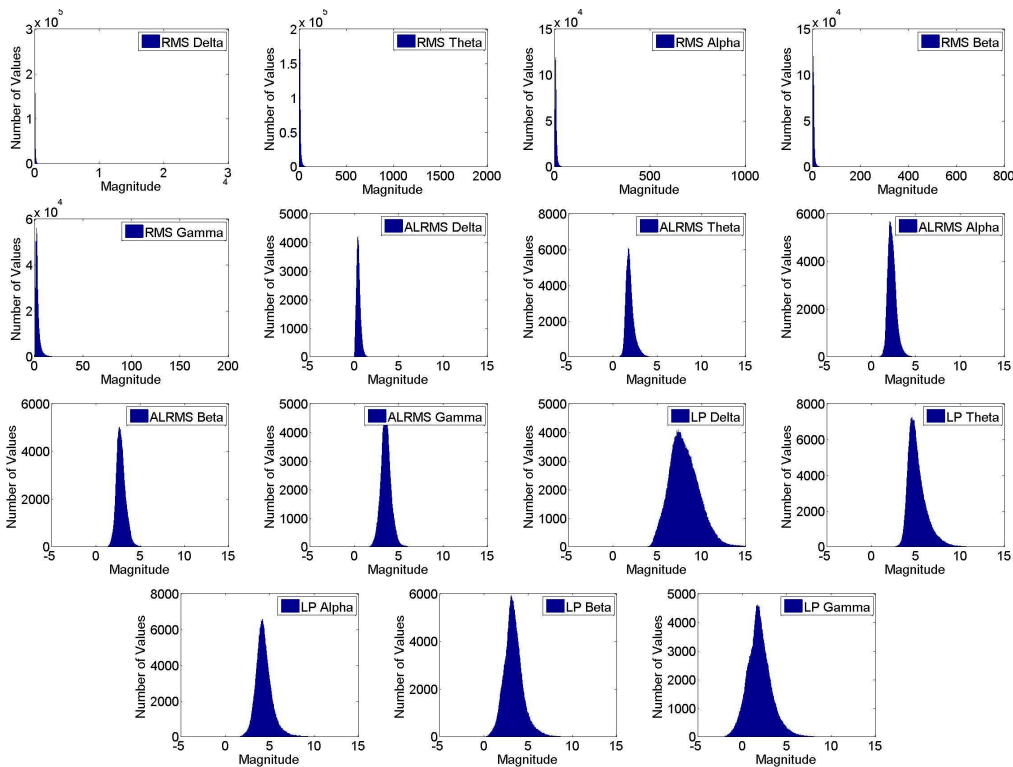 3 x 10⁵
RMS Delta
Number of Values
2
1
0
0 1 2 3
Magnitude
4
2 x 10⁵
RMS Theta
Number of Values
1.5
1
0.5
0
0 500 1000 1500 2000
Magnitude
15 x 10⁴
RMS Alpha
Number of Values
10
5
0
0 500 1000
Magnitude
15 x 10⁴
RMS Beta
Number of Values
10
5
0
0 200 400 600 800
Magnitude
6 x 10⁴
RMS Gamma
Number of Values
4
2
0
0 50 100 150 200
Magnitude
5000
ALRMS Delta
Number of Values
4000
3000
2000
1000
0
-5 0 5 10 15
Magnitude
8000
ALRMS Theta
Number of Values
6000
4000
2000
0
-5 0 5 10 15
Magnitude
6000
ALRMS Alpha
Number of Values
4000
2000
0
-5 0 5 10 15
Magnitude
6000
ALRMS Beta
Number of Values
4000
2000
0
-5 0 5 10 15
Magnitude
5000
ALRMS Gamma
Number of Values
4000
3000
2000
1000
0
-5 0 5 10 15
Magnitude
5000
LP Delta
Number of Values
4000
3000
2000
1000
0
-5 0 5 10 15
Magnitude
8000
LP Theta
Number of Values
6000
4000
2000
0
-5 0 5 10 15
Magnitude
8000
LP Alpha
Number of Values
6000
4000
2000
0
-5 0 5 10 15
Magnitude
6000
LP Beta
Number of Values
4000
2000
0
-5 0 5 10 15
Magnitude
5000
LP Gamma
Number of Values
4000
3000
2000
1000
0
-5 0 5 10 15
Magnitude